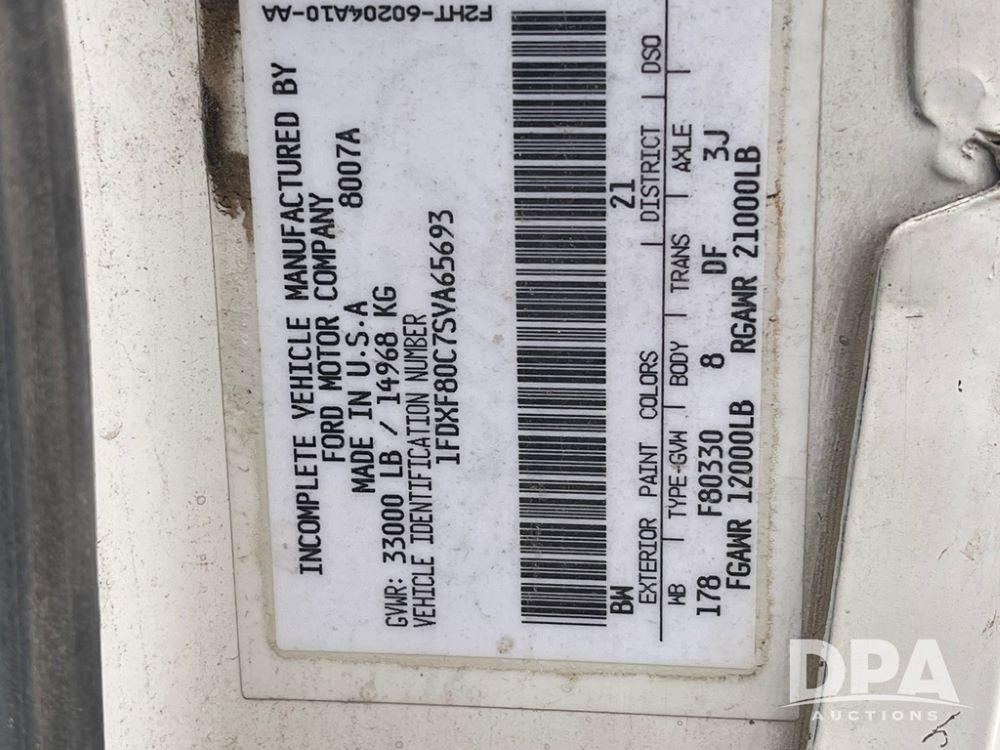 F2HT-60204A10-AA
INCOMPLETE VEHICLE MANUFACTURED BY
FORD MOTOR COMPANY
MADE IN U.S.A 8007A
GVWR: 33000 LB / 14968 KG
VEHICLE IDENTIFICATION NUMBER
1FDXF80C7SVA65693
BW 21
EXTERIOR PAINT COLORS DISTRICT DSO
WB TYPE-GVW BODY TRANS AXLE
178 F80330 8 DF 3J
FGAWR 12000LB RGAWR 21000LB
DPA
AUCTIONS